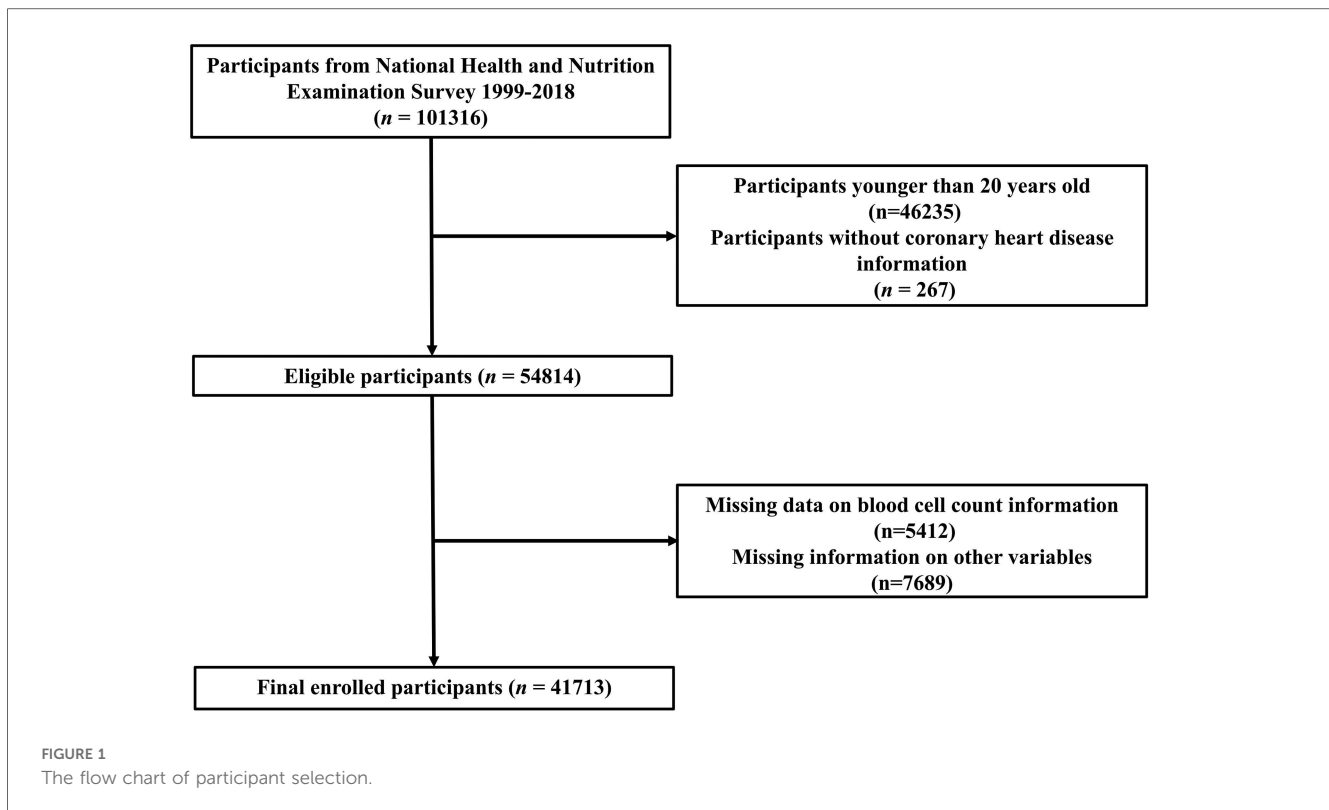 Participants from National Health and Nutrition
Examination Survey 1999-2018
(n = 101316)
Participants younger than 20 years old
(n=46235)
Participants without coronary heart disease
information
(n = 267)
Eligible participants (n = 54814)
Missing data on blood cell count information
(n=5412)
Missing information on other variables
(n=7689)
Final enrolled participants (n = 41713)
FIGURE 1
The flow chart of participant selection.